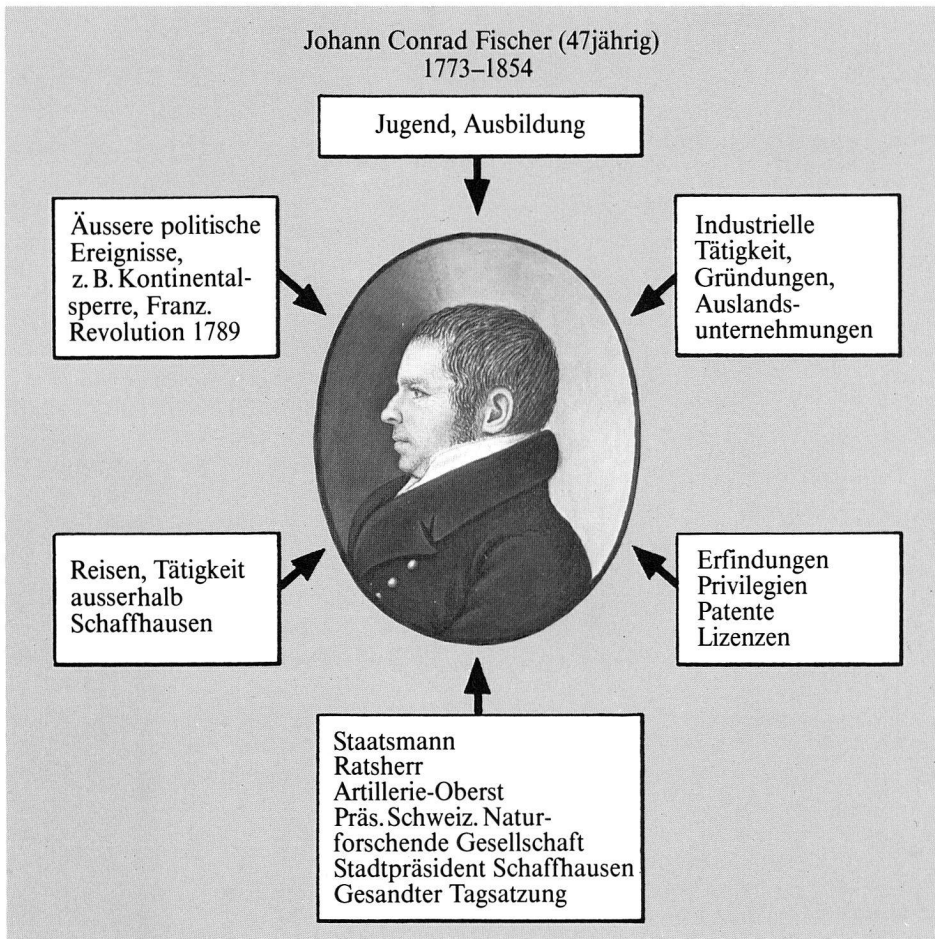 Johann Conrad Fischer (47jährig)
1773–1854
Jugend, Ausbildung
Äussere politische
Ereignisse,
z. B. Kontinental-
sperre, Franz.
Revolution 1789
Industrielle
Tätigkeit,
Gründungen,
Auslands-
unternehmungen
Reisen, Tätigkeit
ausserhalb
Schaffhausen
Erfindungen
Privilegien
Patente
Lizenzen
Staatsmann
Ratsherr
Artillerie-Oberst
Präs. Schweiz. Natur-
forschende Gesellschaft
Stadtpräsident Schaffhausen
Gesandter Tagsatzung